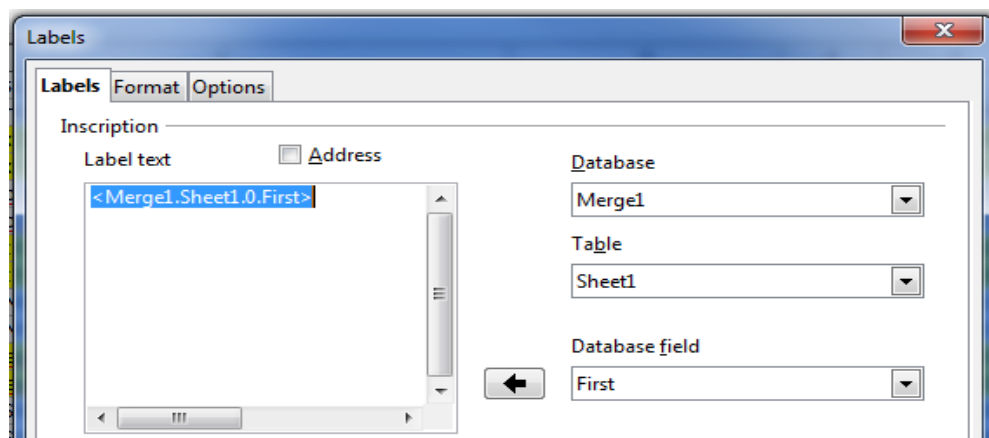 Labels
Labels Format Options
Inscription
Label text Address
<Merge1.Sheet1.0.First>
Database
Merge1
Table
Sheet1
Database field
First